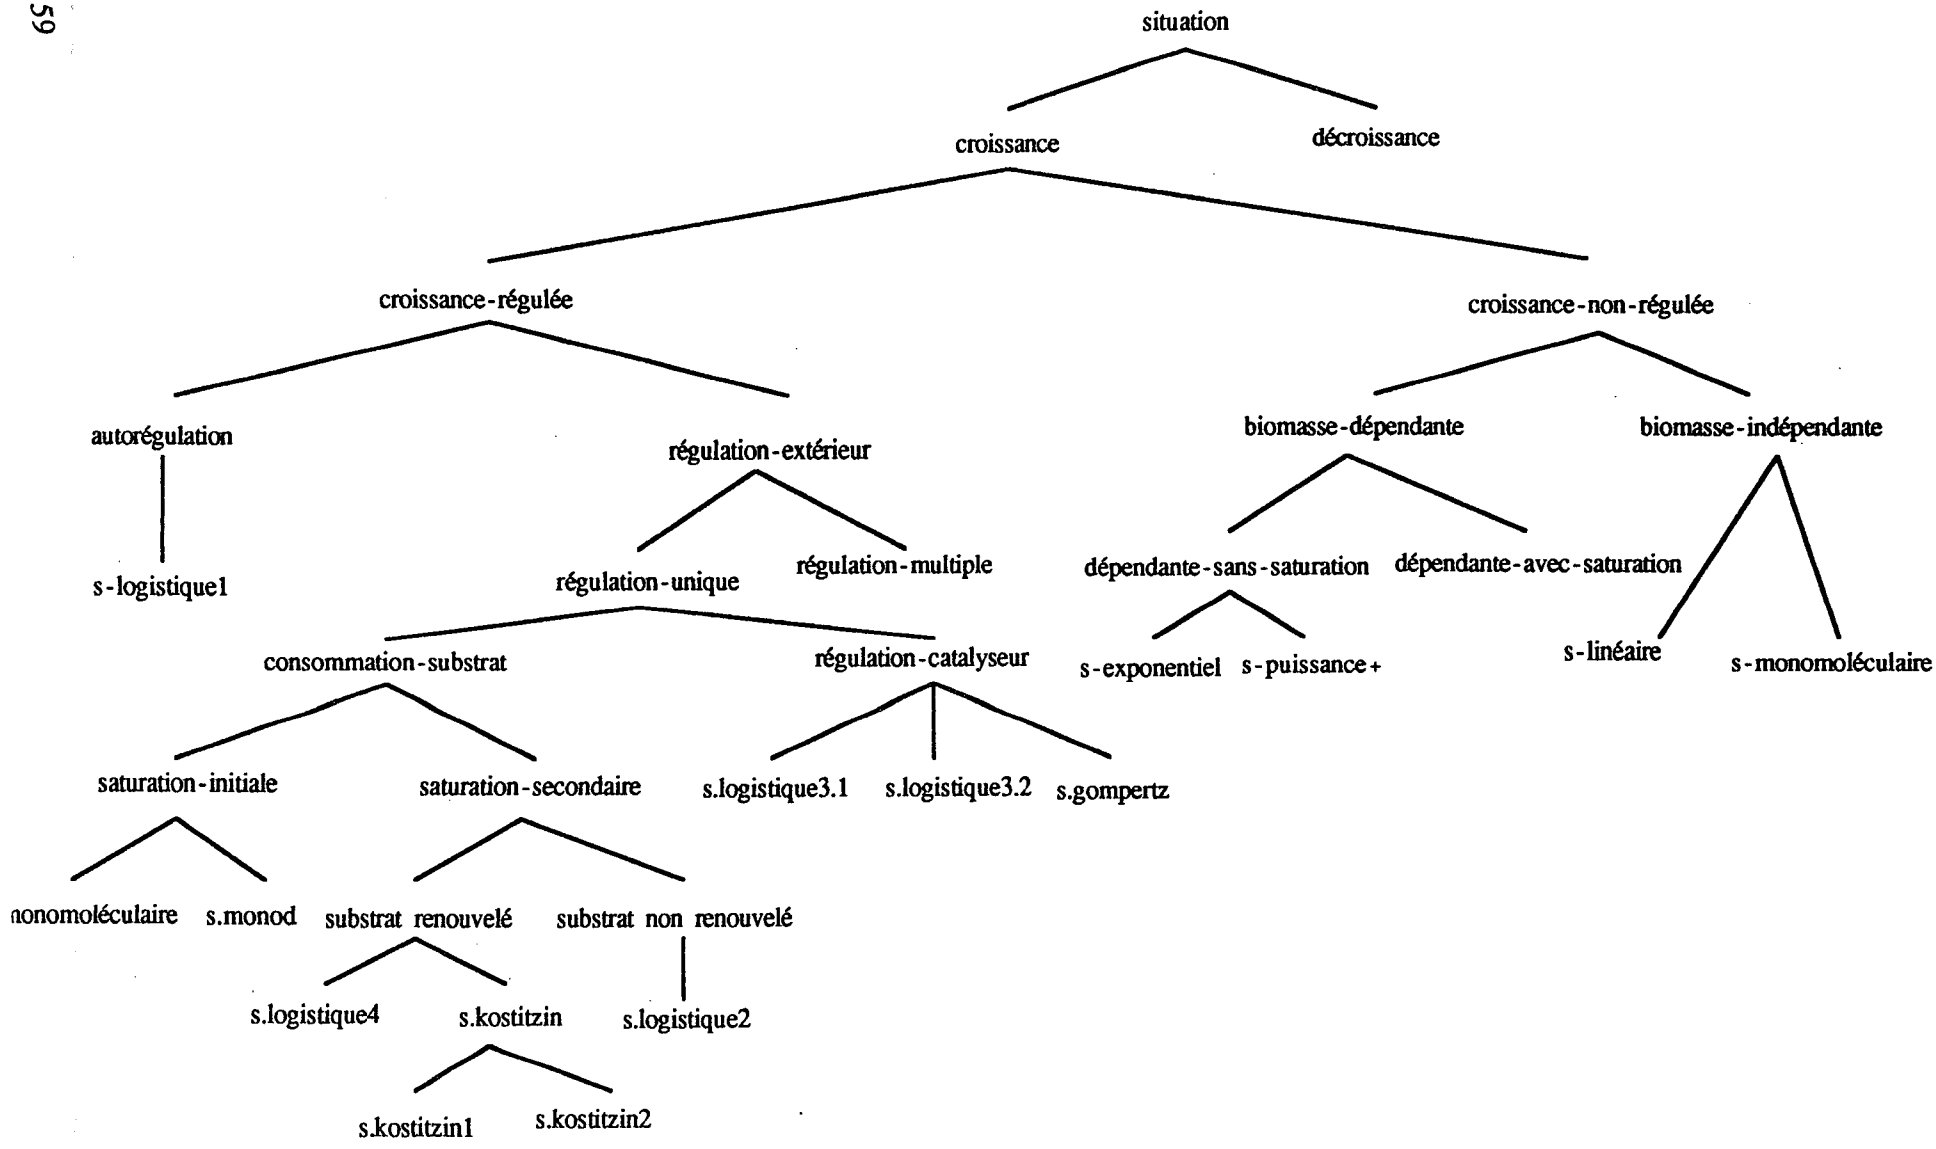 59
situation
croissance
décroissance
croissance-régulée
croissance-non-régulée
autorégulation
régulation-extérieur
biomasse-dépendante
biomasse-indépendante
s-logistique1
régulation-unique
régulation-multiple
dépendante-sans-saturation
dépendante-avec-saturation
consommation-substrat
régulation-catalyseur
s-exponentiel
s-puissance+
s-linéaire
s-monomoléculaire
saturation-initiale
saturation-secondaire
s.logistique3.1
s.logistique3.2
s.gompertz
nonomoléculaire
s.monod
substrat renouvelé
substrat non renouvelé
s.logistique4
s.kostitzin
s.logistique2
s.kostitzin1
s.kostitzin2